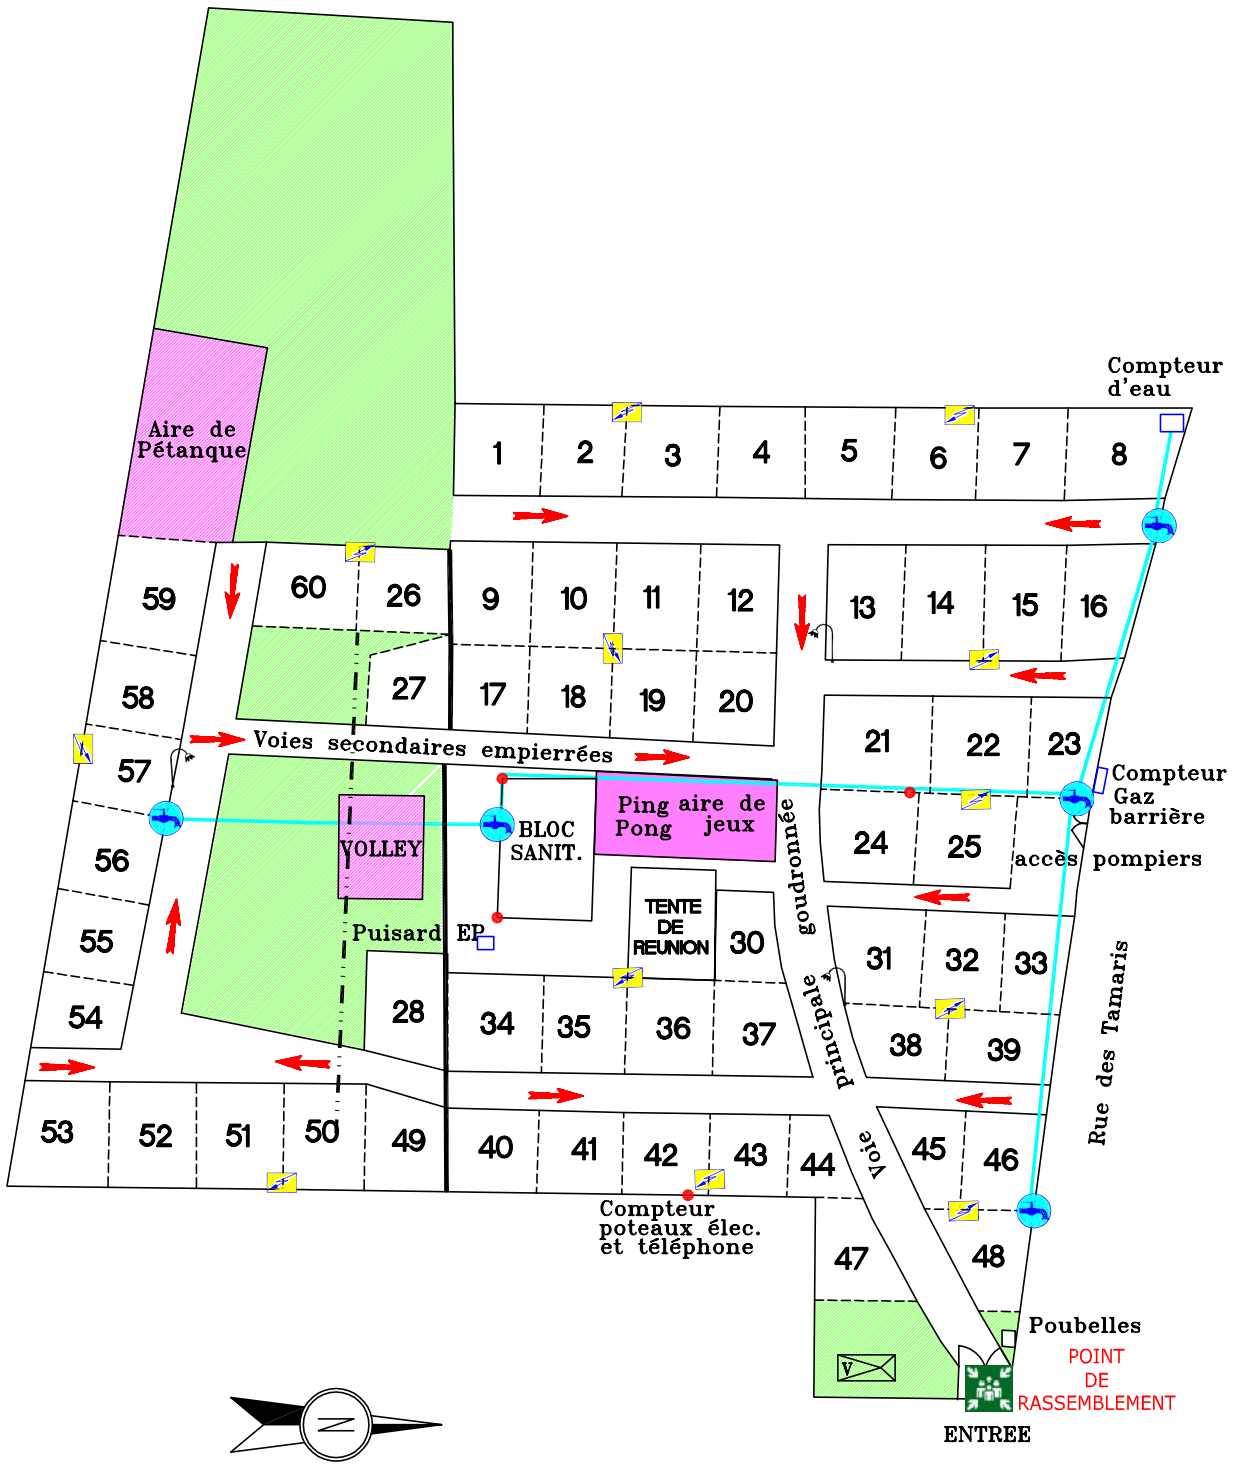 Compteur
d'eau
Aire de
Pétanque
1 2 3 4 5 6 7 8
59 60 26 9 10 11 12 13 14 15 16
58 27 17 18 19 20
57 Voies secondaires empierrées 21 22 23
Compteur
Gaz
barrière
Ping aire de
Pong jeux
BLOC
SANIT.
VOLLEY
56 24 25 accès pompiers
Puisard EP
TENTE
DE
REUNION
30 31 32 33
55
54 28 34 35 36 37 38 39
Voie principale goudronnée
Rue des Tamaris
53 52 51 50 49 40 41 42 43 44 45 46
Compteur
poteaux élec.
et téléphone
47 48
Poubelles
V
POINT
DE
RASSEMBLEMENT
ENTREE
N